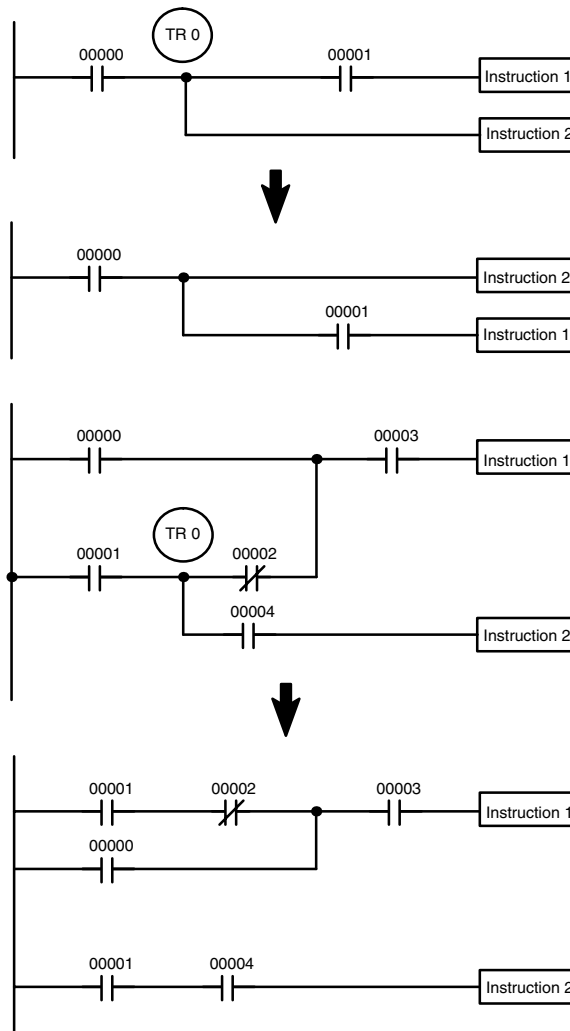 TR 0
00000 00001
Instruction 1
Instruction 2
00000
Instruction 2
00001
Instruction 1
00000 00003
Instruction 1
TR 0
00001 00002
00004
Instruction 2
00001 00002 00003
Instruction 1
00000
00001 00004
Instruction 2